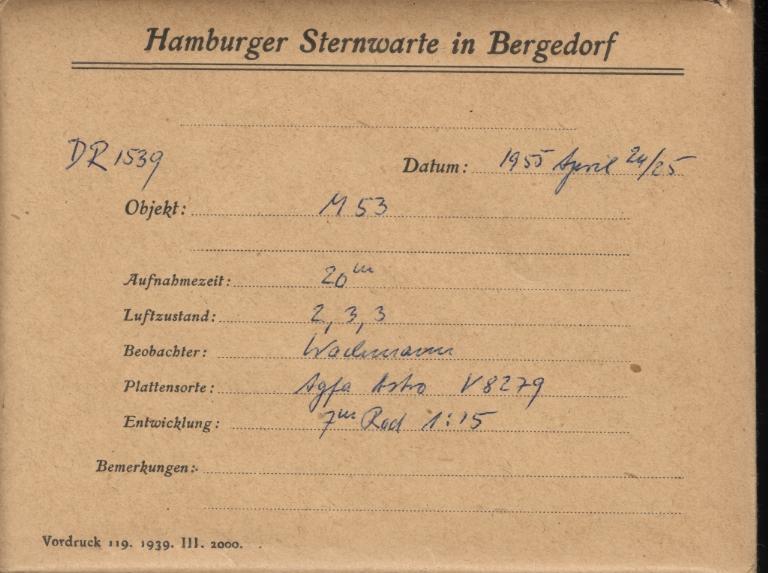 Hamburger Sternwarte in Bergedorf
DR 1539
Datum: 1955 April 24/25
Objekt: M 53
Aufnahmezeit: 20ᵐ
Luftzustand: 2, 3, 3
Beobachter: Wachmann
Plattensorte: Agfa Astro V8279
Entwicklung: 7ᵐ Rod 1:15
Bemerkungen:
Vordruck 119. 1939. III. 2000.